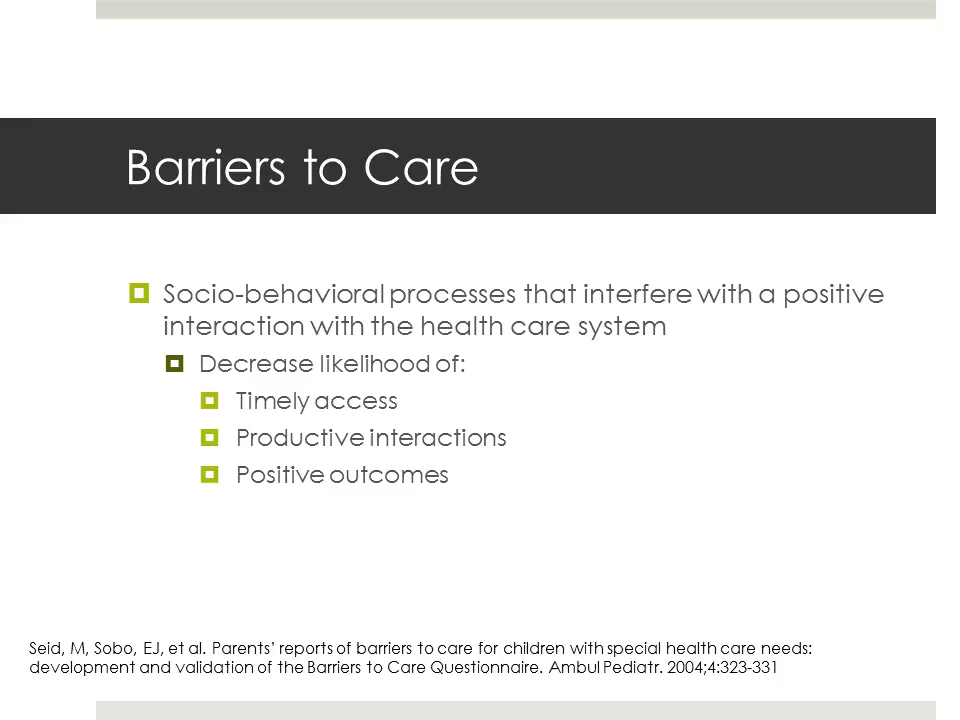 Barriers to Care
Socio-behavioral processes that interfere with a positive
interaction with the health care system
Decrease likelihood of:
Timely access
Productive interactions
Positive outcomes
Seid, M, Sobo, EJ, et al. Parents’ reports of barriers to care for children with special health care needs:
development and validation of the Barriers to Care Questionnaire. Ambul Pediatr. 2004;4:323-331